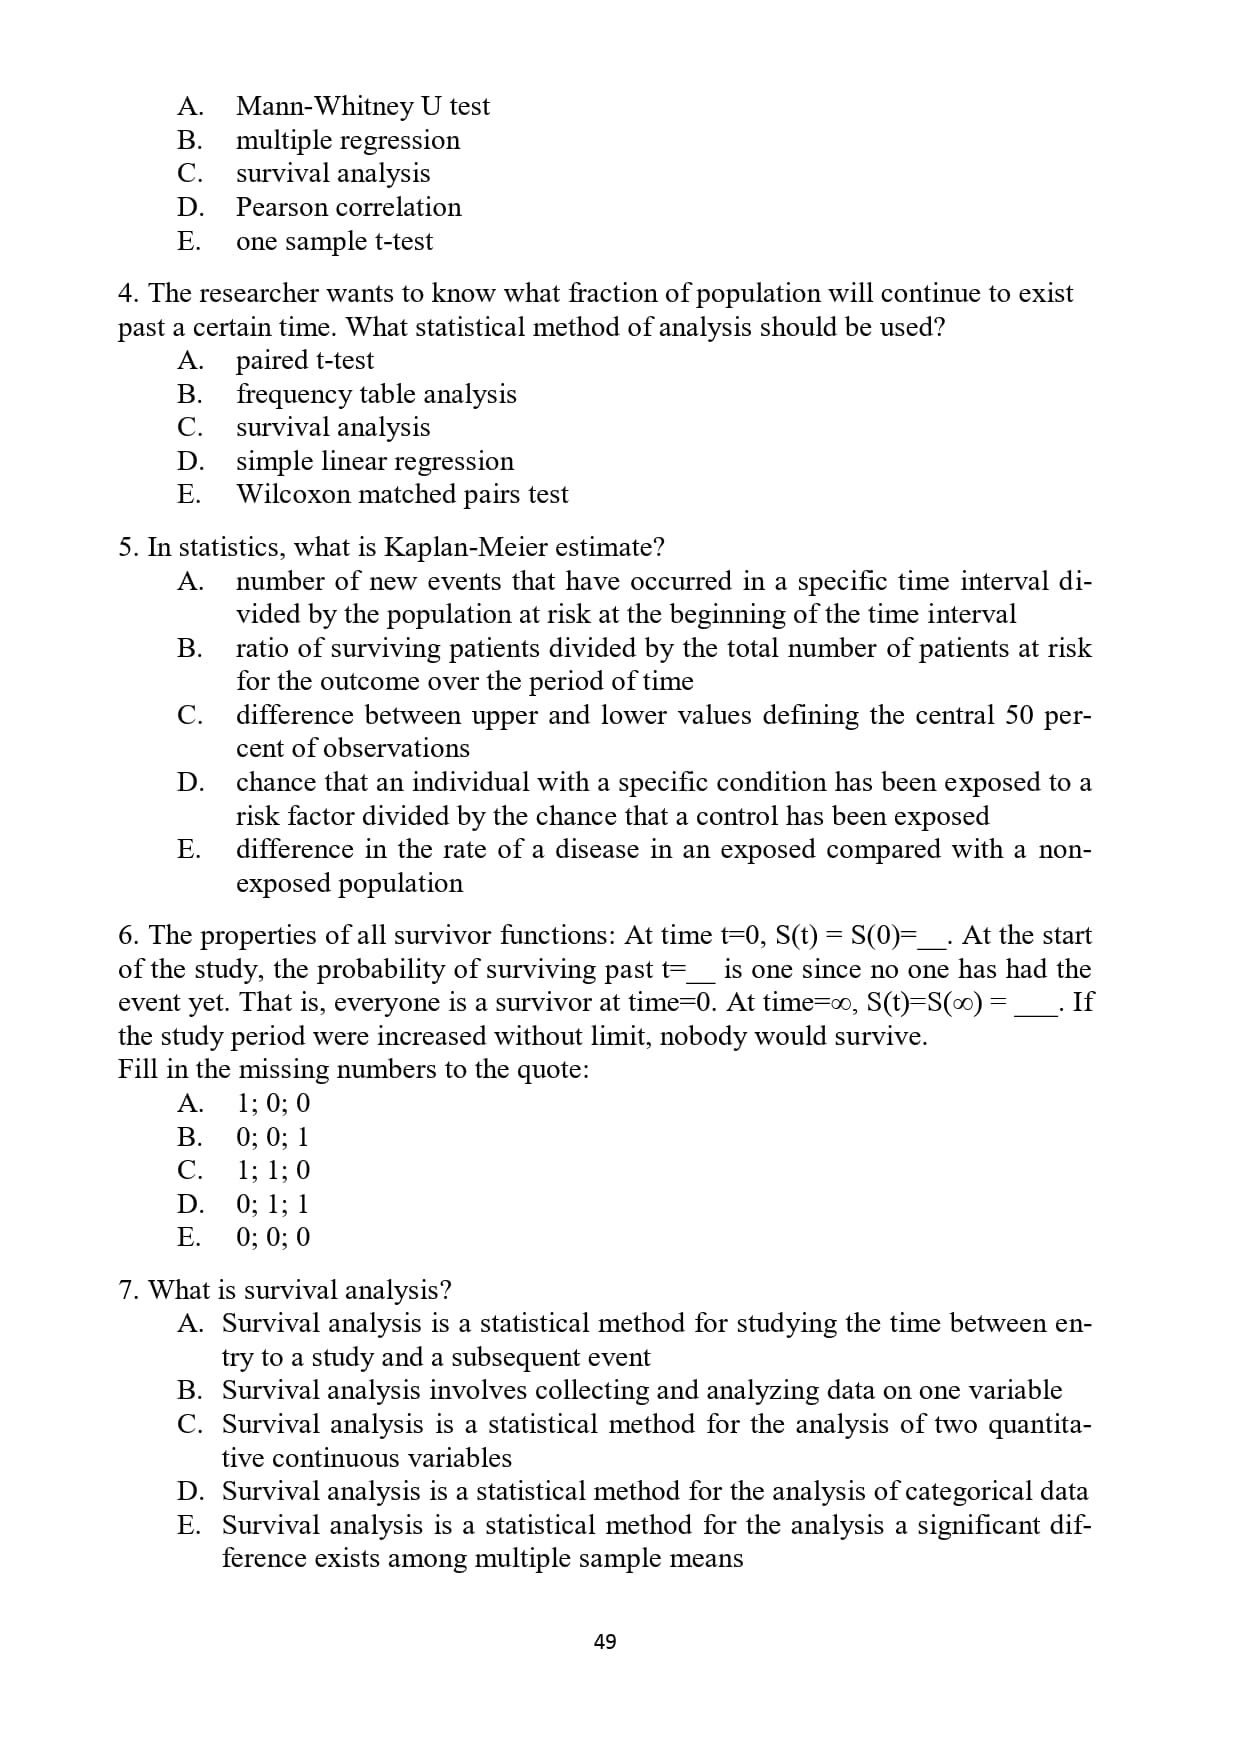 A. Mann-Whitney U test
B. multiple regression
C. survival analysis
D. Pearson correlation
E. one sample t-test
4. The researcher wants to know what fraction of population will continue to exist
past a certain time. What statistical method of analysis should be used?
A. paired t-test
B. frequency table analysis
C. survival analysis
D. simple linear regression
E. Wilcoxon matched pairs test
5. In statistics, what is Kaplan-Meier estimate?
A. number of new events that have occurred in a specific time interval di-
vided by the population at risk at the beginning of the time interval
B. ratio of surviving patients divided by the total number of patients at risk
for the outcome over the period of time
C. difference between upper and lower values defining the central 50 per-
cent of observations
D. chance that an individual with a specific condition has been exposed to a
risk factor divided by the chance that a control has been exposed
E. difference in the rate of a disease in an exposed compared with a non-
exposed population
6. The properties of all survivor functions: At time t=0, S(t) = S(0)=__. At the start
of the study, the probability of surviving past t=__ is one since no one has had the
event yet. That is, everyone is a survivor at time=0. At time=∞, S(t)=S(∞) = ___. If
the study period were increased without limit, nobody would survive.
Fill in the missing numbers to the quote:
A. 1; 0; 0
B. 0; 0; 1
C. 1; 1; 0
D. 0; 1; 1
E. 0; 0; 0
7. What is survival analysis?
A. Survival analysis is a statistical method for studying the time between en-
try to a study and a subsequent event
B. Survival analysis involves collecting and analyzing data on one variable
C. Survival analysis is a statistical method for the analysis of two quantita-
tive continuous variables
D. Survival analysis is a statistical method for the analysis of categorical data
E. Survival analysis is a statistical method for the analysis a significant dif-
ference exists among multiple sample means
49